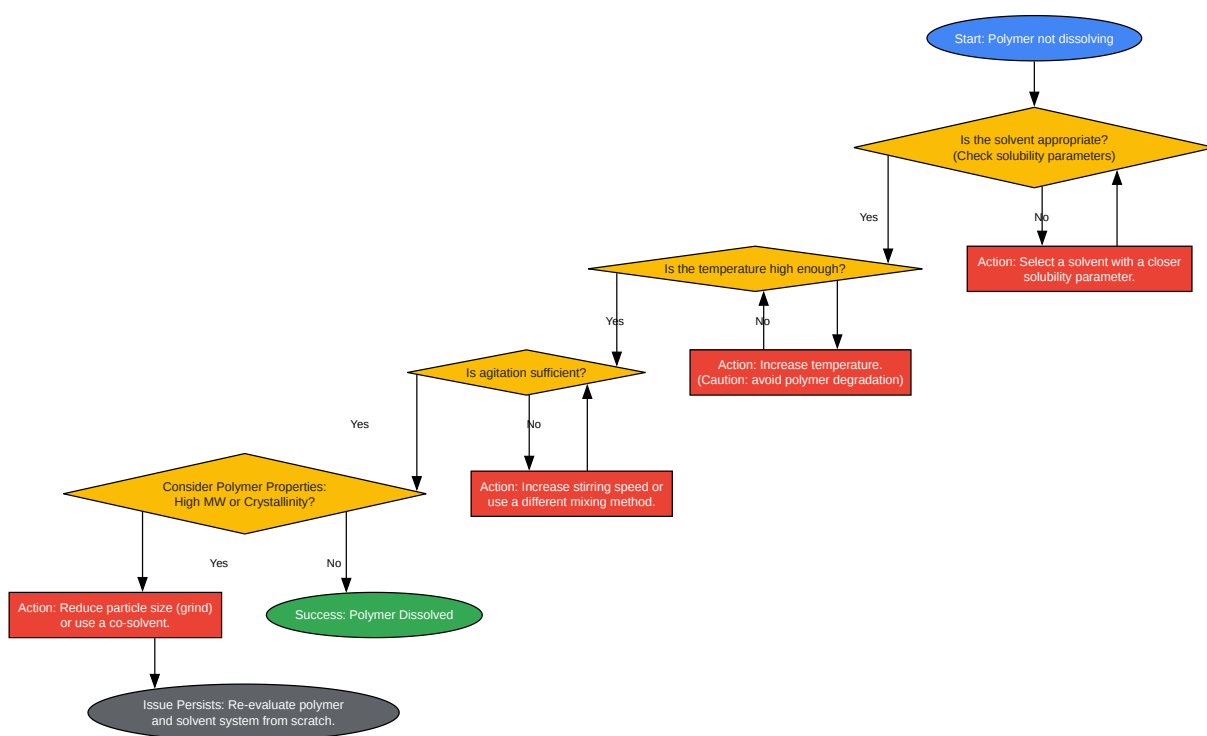 Start: Polymer not dissolving
Is the solvent appropriate?
(Check solubility parameters)
Yes
No
Action: Select a solvent with a closer
solubility parameter.
Is the temperature high enough?
Yes
No
Action: Increase temperature.
(Caution: avoid polymer degradation)
Is agitation sufficient?
Yes
No
Action: Increase stirring speed or
use a different mixing method.
Consider Polymer Properties:
High MW or Crystallinity?
Yes
No
Action: Reduce particle size (grind)
or use a co-solvent.
Success: Polymer Dissolved
Issue Persists: Re-evaluate polymer
and solvent system from scratch.